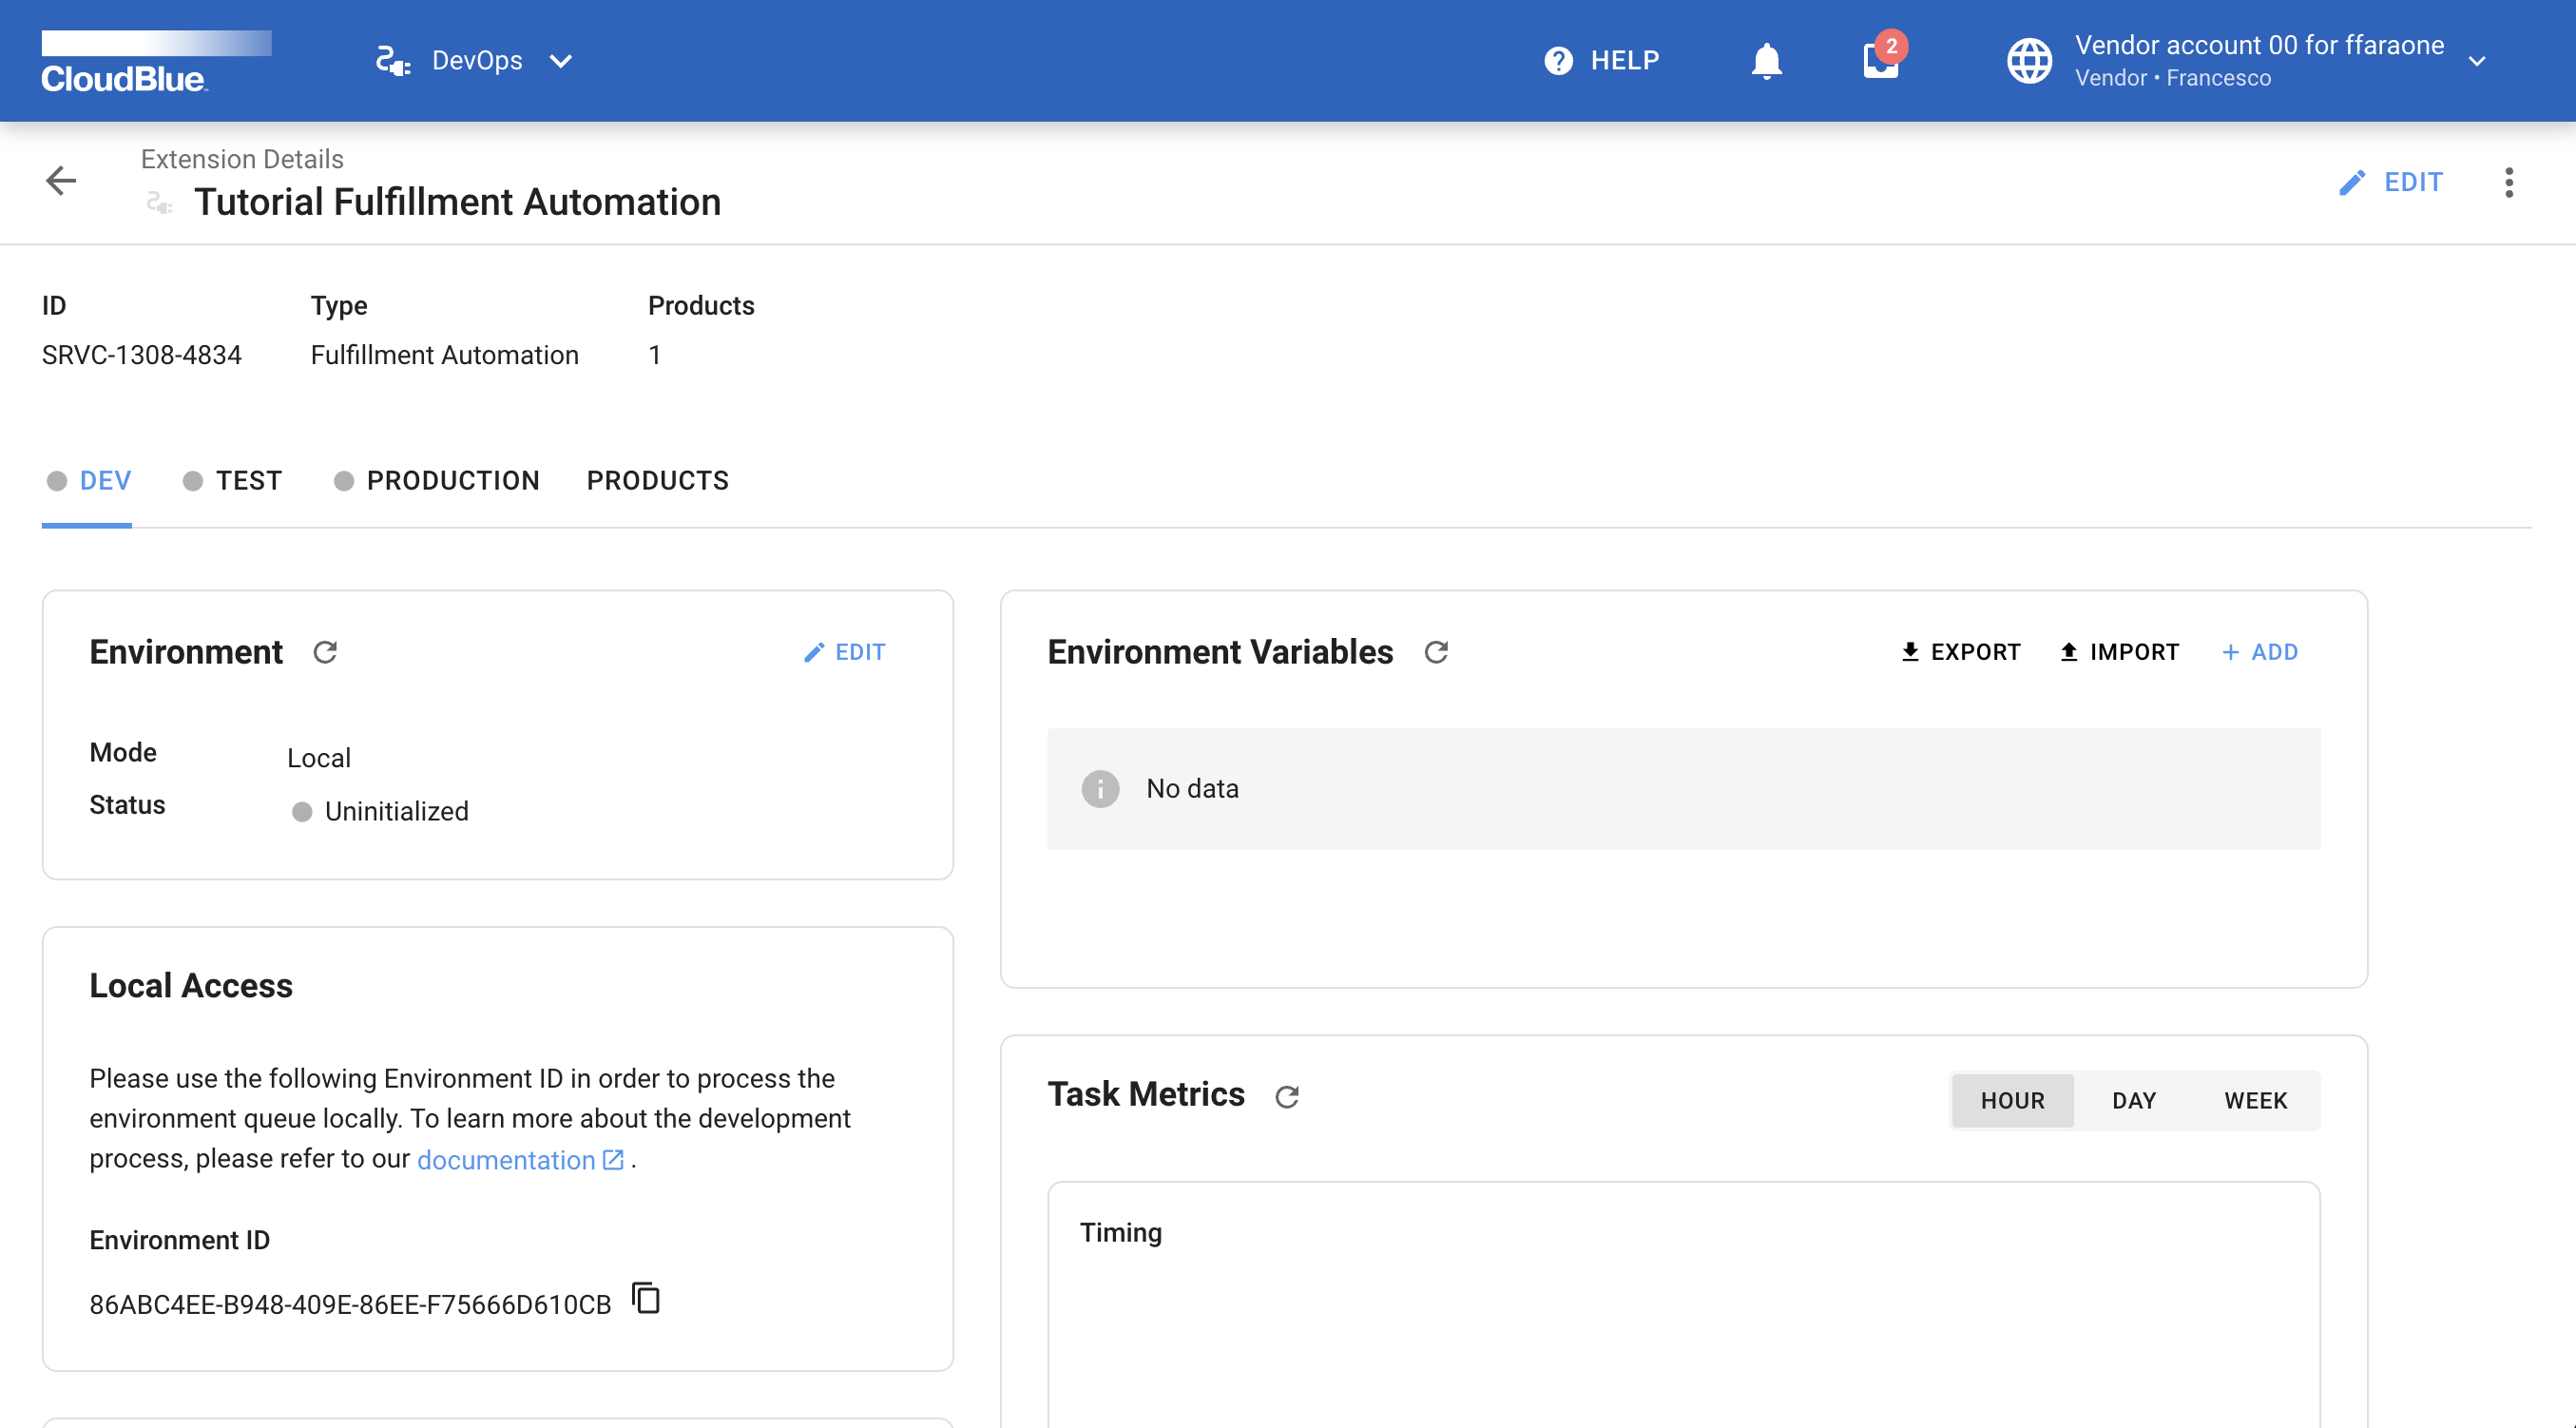 CloudBlue
DevOps
HELP
2
Vendor account 00 for ffaraone
Vendor • Francesco
Extension Details
Tutorial Fulfillment Automation
EDIT
ID
Type
Products
SRVC-1308-4834
Fulfillment Automation
1
DEV
TEST
PRODUCTION
PRODUCTS
Environment
EDIT
Mode
Local
Status
Uninitialized
Environment Variables
EXPORT
IMPORT
+ ADD
No data
Local Access
Please use the following Environment ID in order to process the
environment queue locally. To learn more about the development
process, please refer to our documentation .
Environment ID
86ABC4EE-B948-409E-86EE-F75666D610CB
Task Metrics
HOUR
DAY
WEEK
Timing